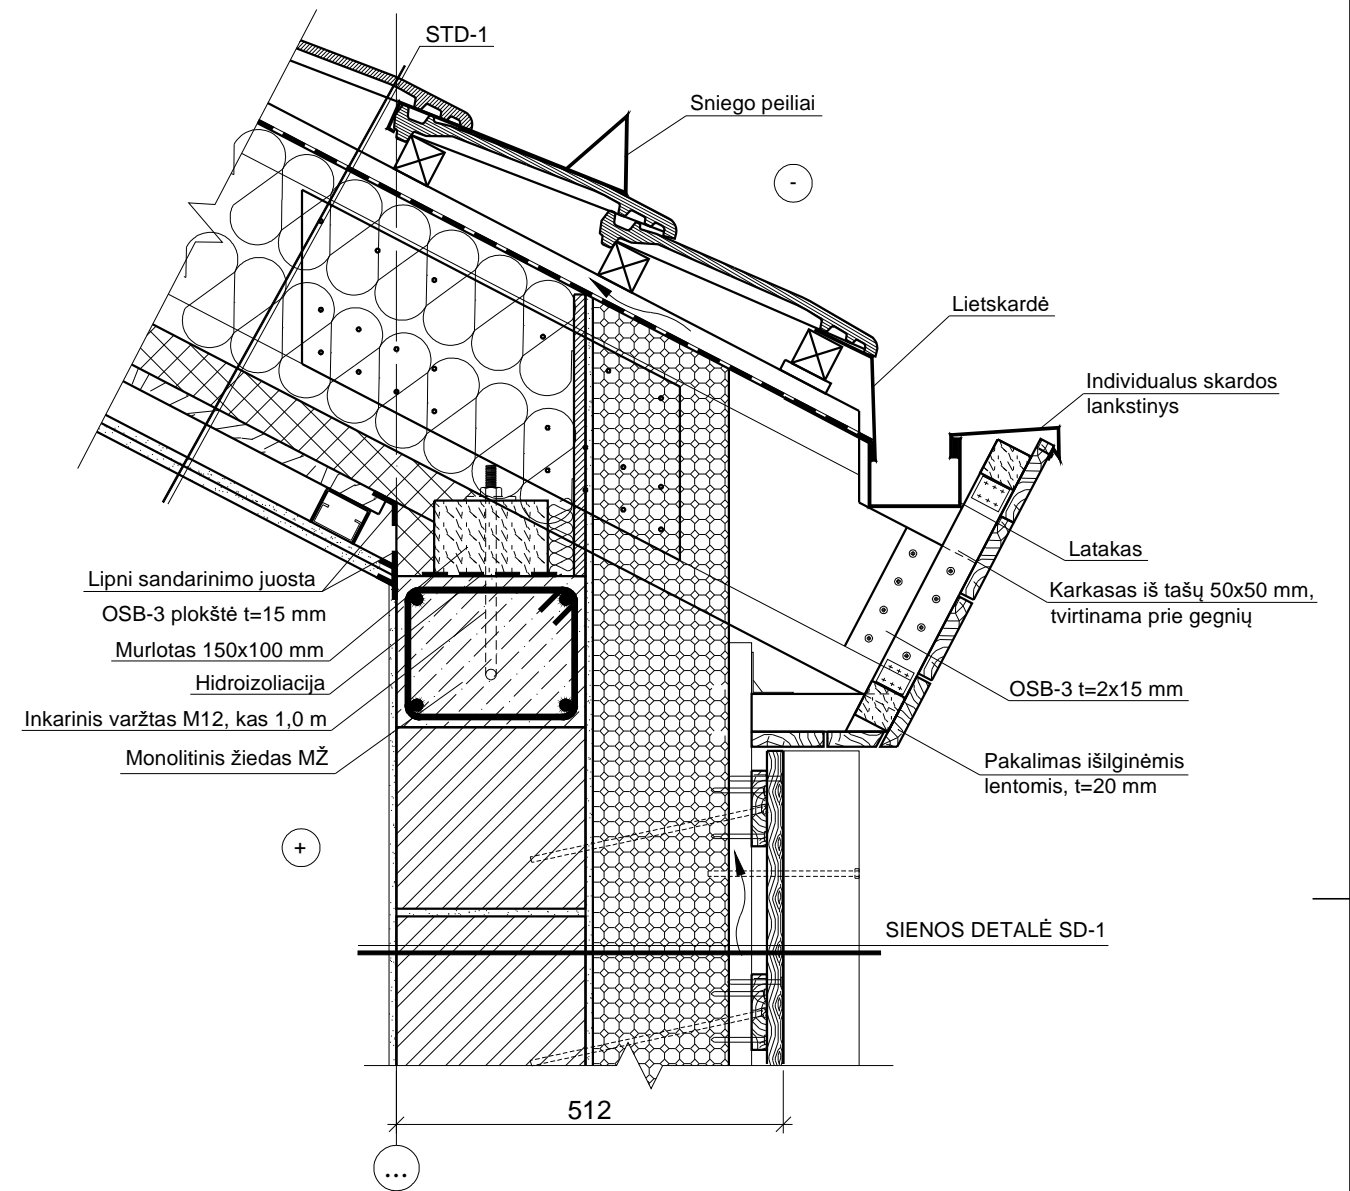 STD-1
Sniego peiliai
-
Lietskardė
Individualus skardos
lankstinys
Latakas
Karkasas iš tašų 50x50 mm,
tvirtinama prie gegnių
OSB-3 t=2x15 mm
Pakalimas išilginėmis
lentomis, t=20 mm
Lipni sandarinimo juosta
OSB-3 plokštė t=15 mm
Murlotas 150x100 mm
Hidroizoliacija
Inkarinis varžtas M12, kas 1,0 m
Monolitinis žiedas MŽ
+
SIENOS DETALĖ SD-1
512
...